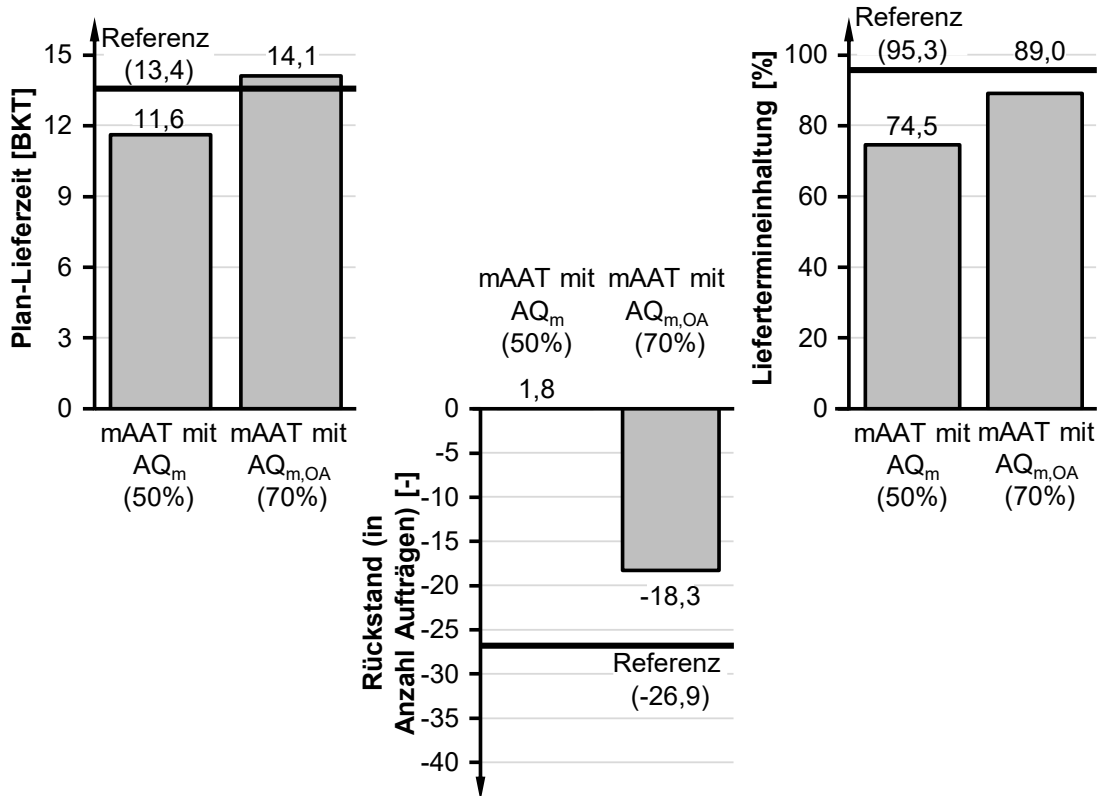 Plan-Lieferzeit [BKT]
15
12
9
6
3
0
Referenz
(13,4)
14,1
11,6
mAAT mit
AQm
(50%)
mAAT mit
AQm,OA
(70%)
Rückstand (in
Anzahl Aufträgen) [-]
mAAT mit
AQm
(50%)
mAAT mit
AQm,OA
(70%)
0
-5
-10
-15
-20
-25
-30
-35
-40
1,8
-18,3
Referenz
(-26,9)
Liefertermineinhaltung [%]
100
80
60
40
20
0
Referenz
(95,3)
89,0
74,5
mAAT mit
AQm
(50%)
mAAT mit
AQm,OA
(70%)